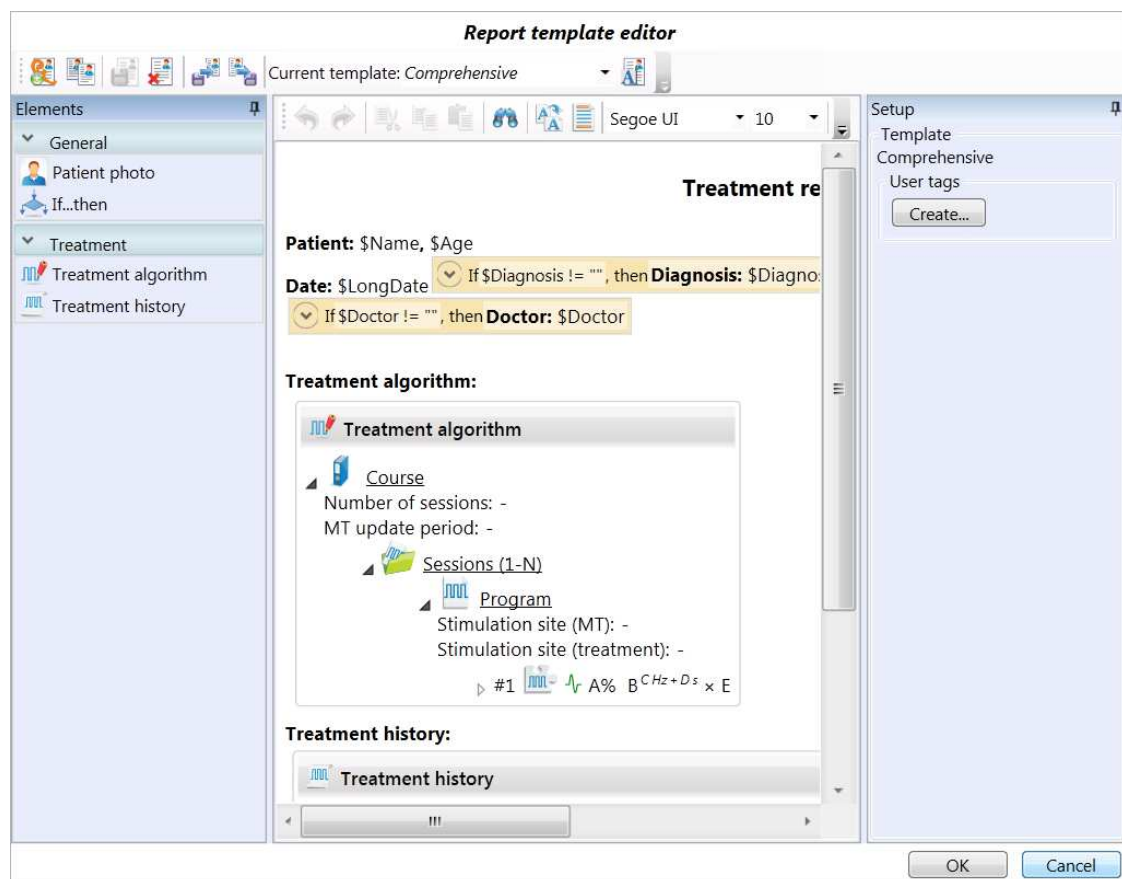 Report template editor
Current template: Comprehensive
Elements
General
Patient photo
If...then
Treatment
Treatment algorithm
Treatment history
Segoe UI
10
Treatment re
Patient: $Name, $Age
Date: $LongDate If $Diagnosis != "", then Diagnosis: $Diagno
If $Doctor != "", then Doctor: $Doctor
Treatment algorithm:
Treatment algorithm
Course
Number of sessions: -
MT update period: -
Sessions (1-N)
Program
Stimulation site (MT): -
Stimulation site (treatment): -
#1 A% B^C Hz+D s × E
Treatment history:
Treatment history
Setup
Template
Comprehensive
User tags
Create...
OK
Cancel